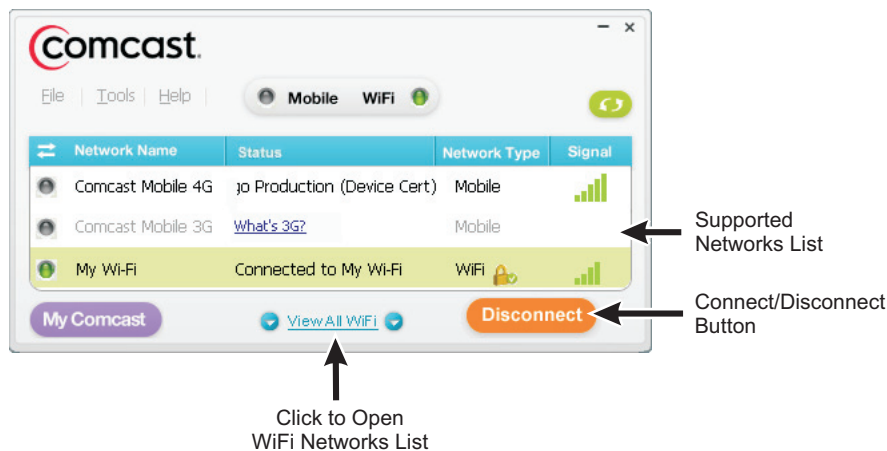 comcast.
File Tools Help
Mobile WiFi
Network Name Status Network Type Signal
Comcast Mobile 4G go Production (Device Cert) Mobile
Comcast Mobile 3G What's 3G? Mobile
My Wi-Fi Connected to My Wi-Fi WiFi
My Comcast View All WiFi Disconnect
Supported
Networks List
Connect/Disconnect
Button
Click to Open
WiFi Networks List